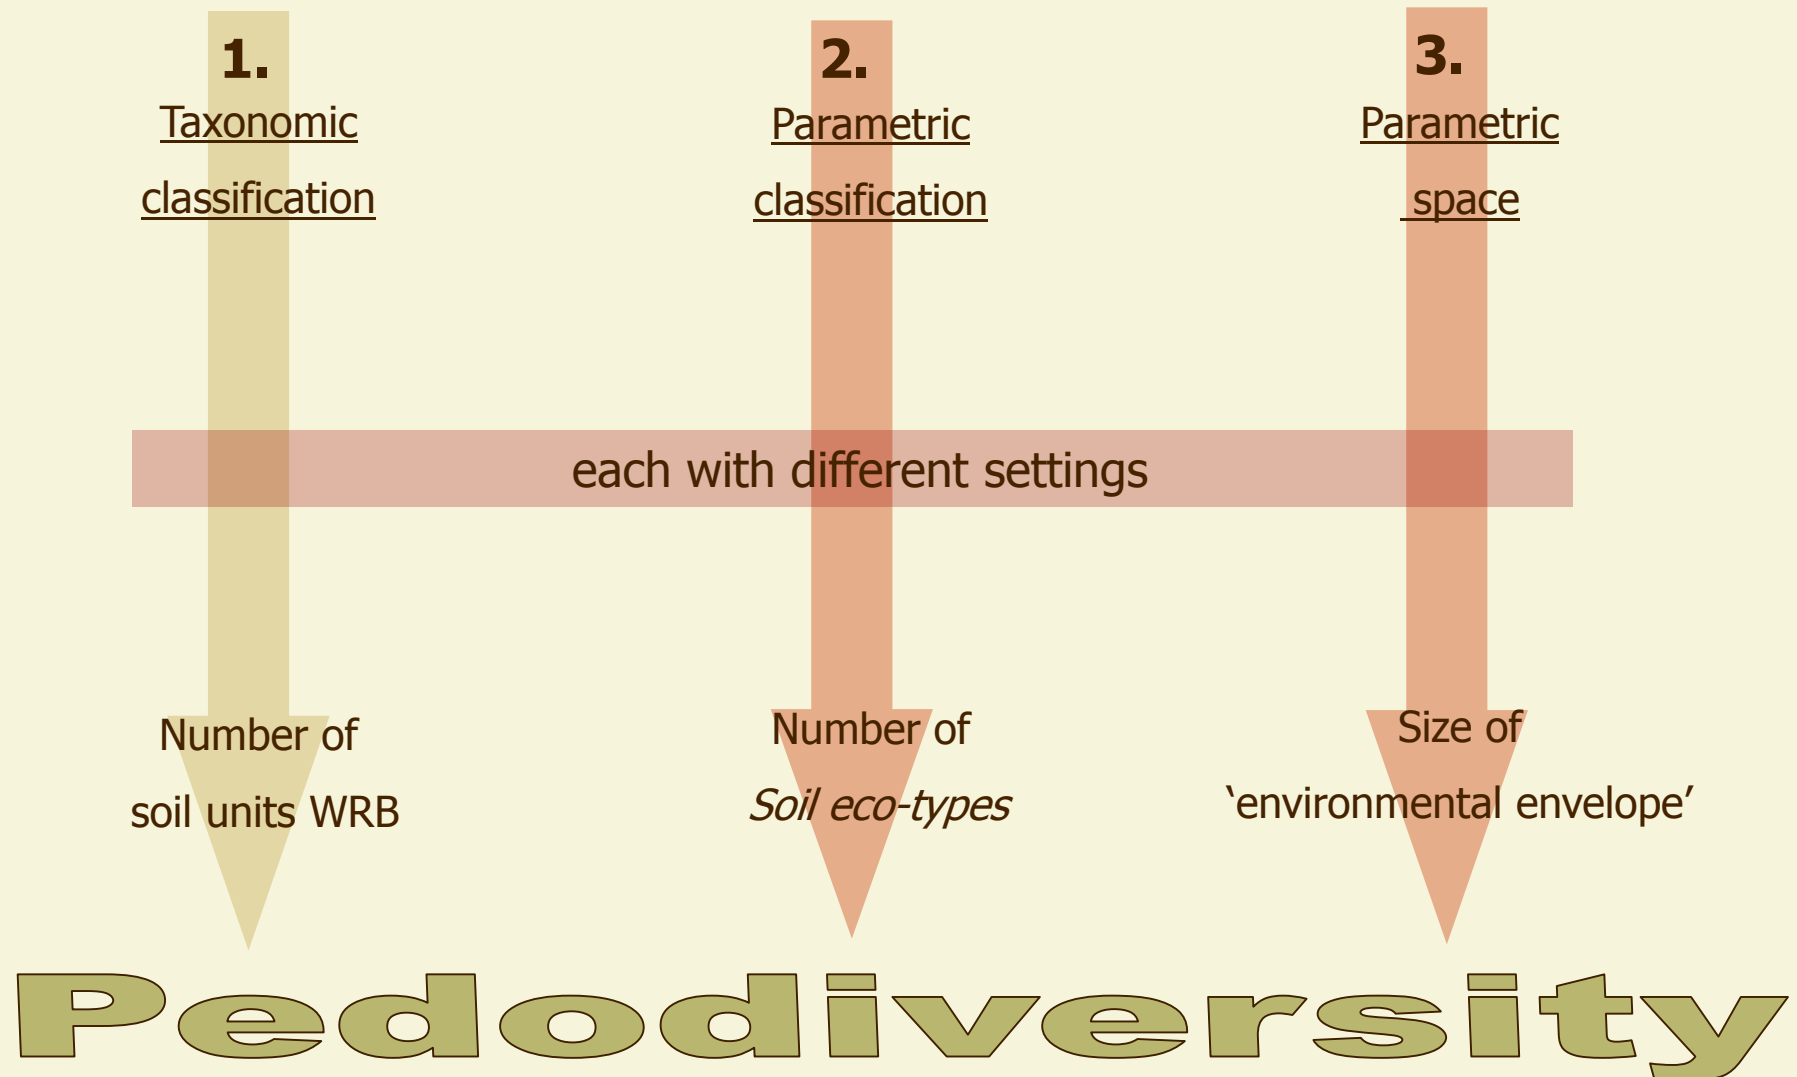 1.
Taxonomic
classification
2.
Parametric
classification
3.
Parametric
space
each with different settings
Number of
soil units WRB
Number of
Soil eco-types
Size of
‘environmental envelope’
Pedodiversity